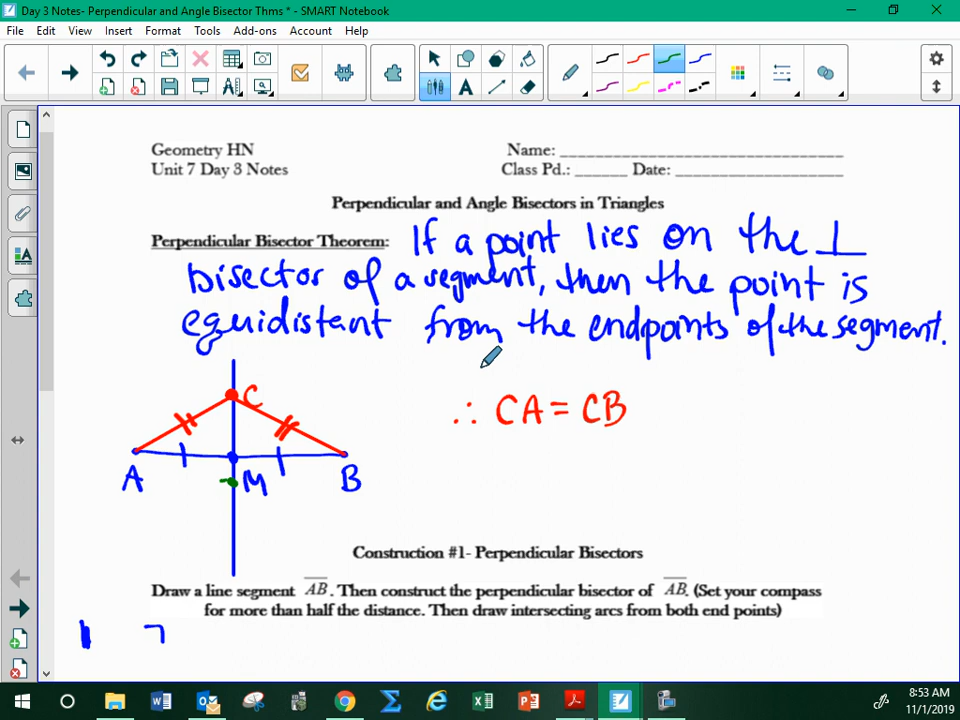 Day 3 Notes- Perpendicular and Angle Bisector Thms * - SMART Notebook
File Edit View Insert Format Tools Add-ons Account Help
Geometry HN Name: ____________________
Unit 7 Day 3 Notes Class Pd.: ______ Date: ____________________
Perpendicular and Angle Bisectors in Triangles
Perpendicular Bisector Theorem: If a point lies on the ⊥
bisector of a segment, then the point is
equidistant from the endpoints of the segment.
C
∴ CA = CB
A M B
Construction #1- Perpendicular Bisectors
Draw a line segment AB. Then construct the perpendicular bisector of AB. (Set your compass
for more than half the distance. Then draw intersecting arcs from both end points)
8:53 AM
11/1/2019